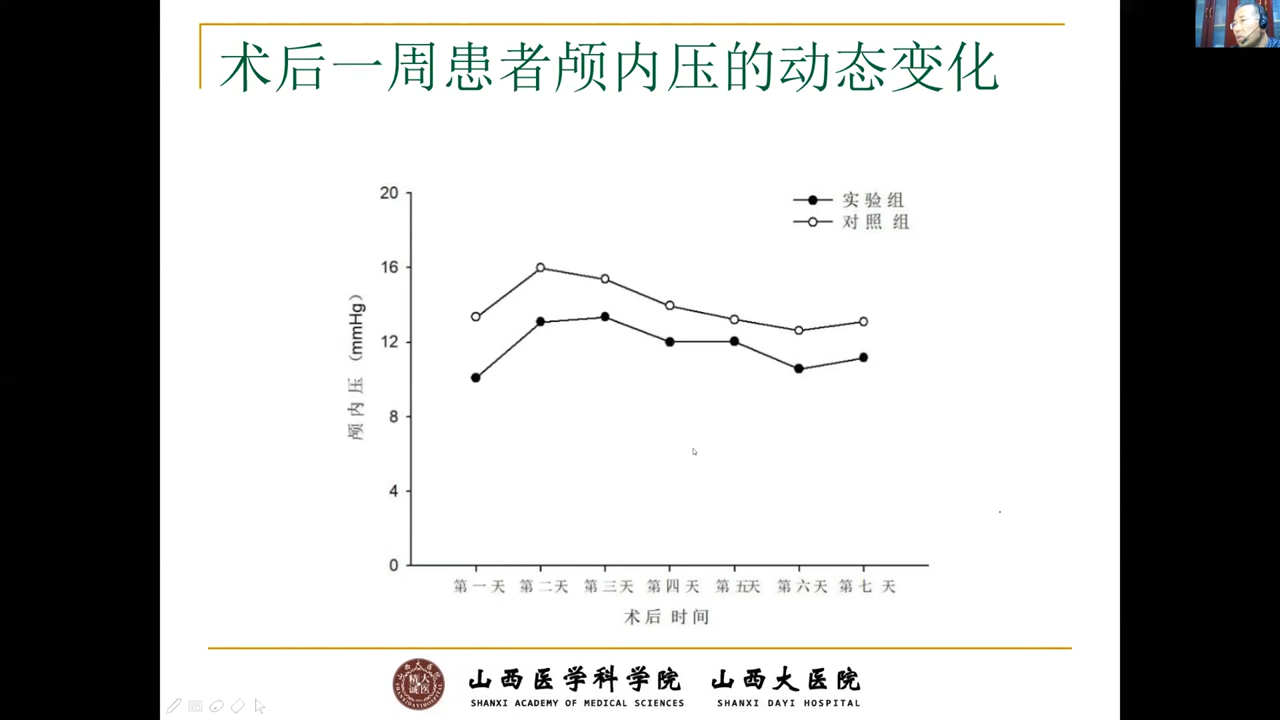 术后一周患者颅内压的动态变化
实验组
对照组
颅内压（mmHg）
20
16
12
8
4
0
第一天 第二天 第三天 第四天 第五天 第六天 第七天
术后时间
山西医学科学院 山西大医院
SHANXI ACADEMY OF MEDICAL SCIENCES SHANXI DAYI HOSPITAL